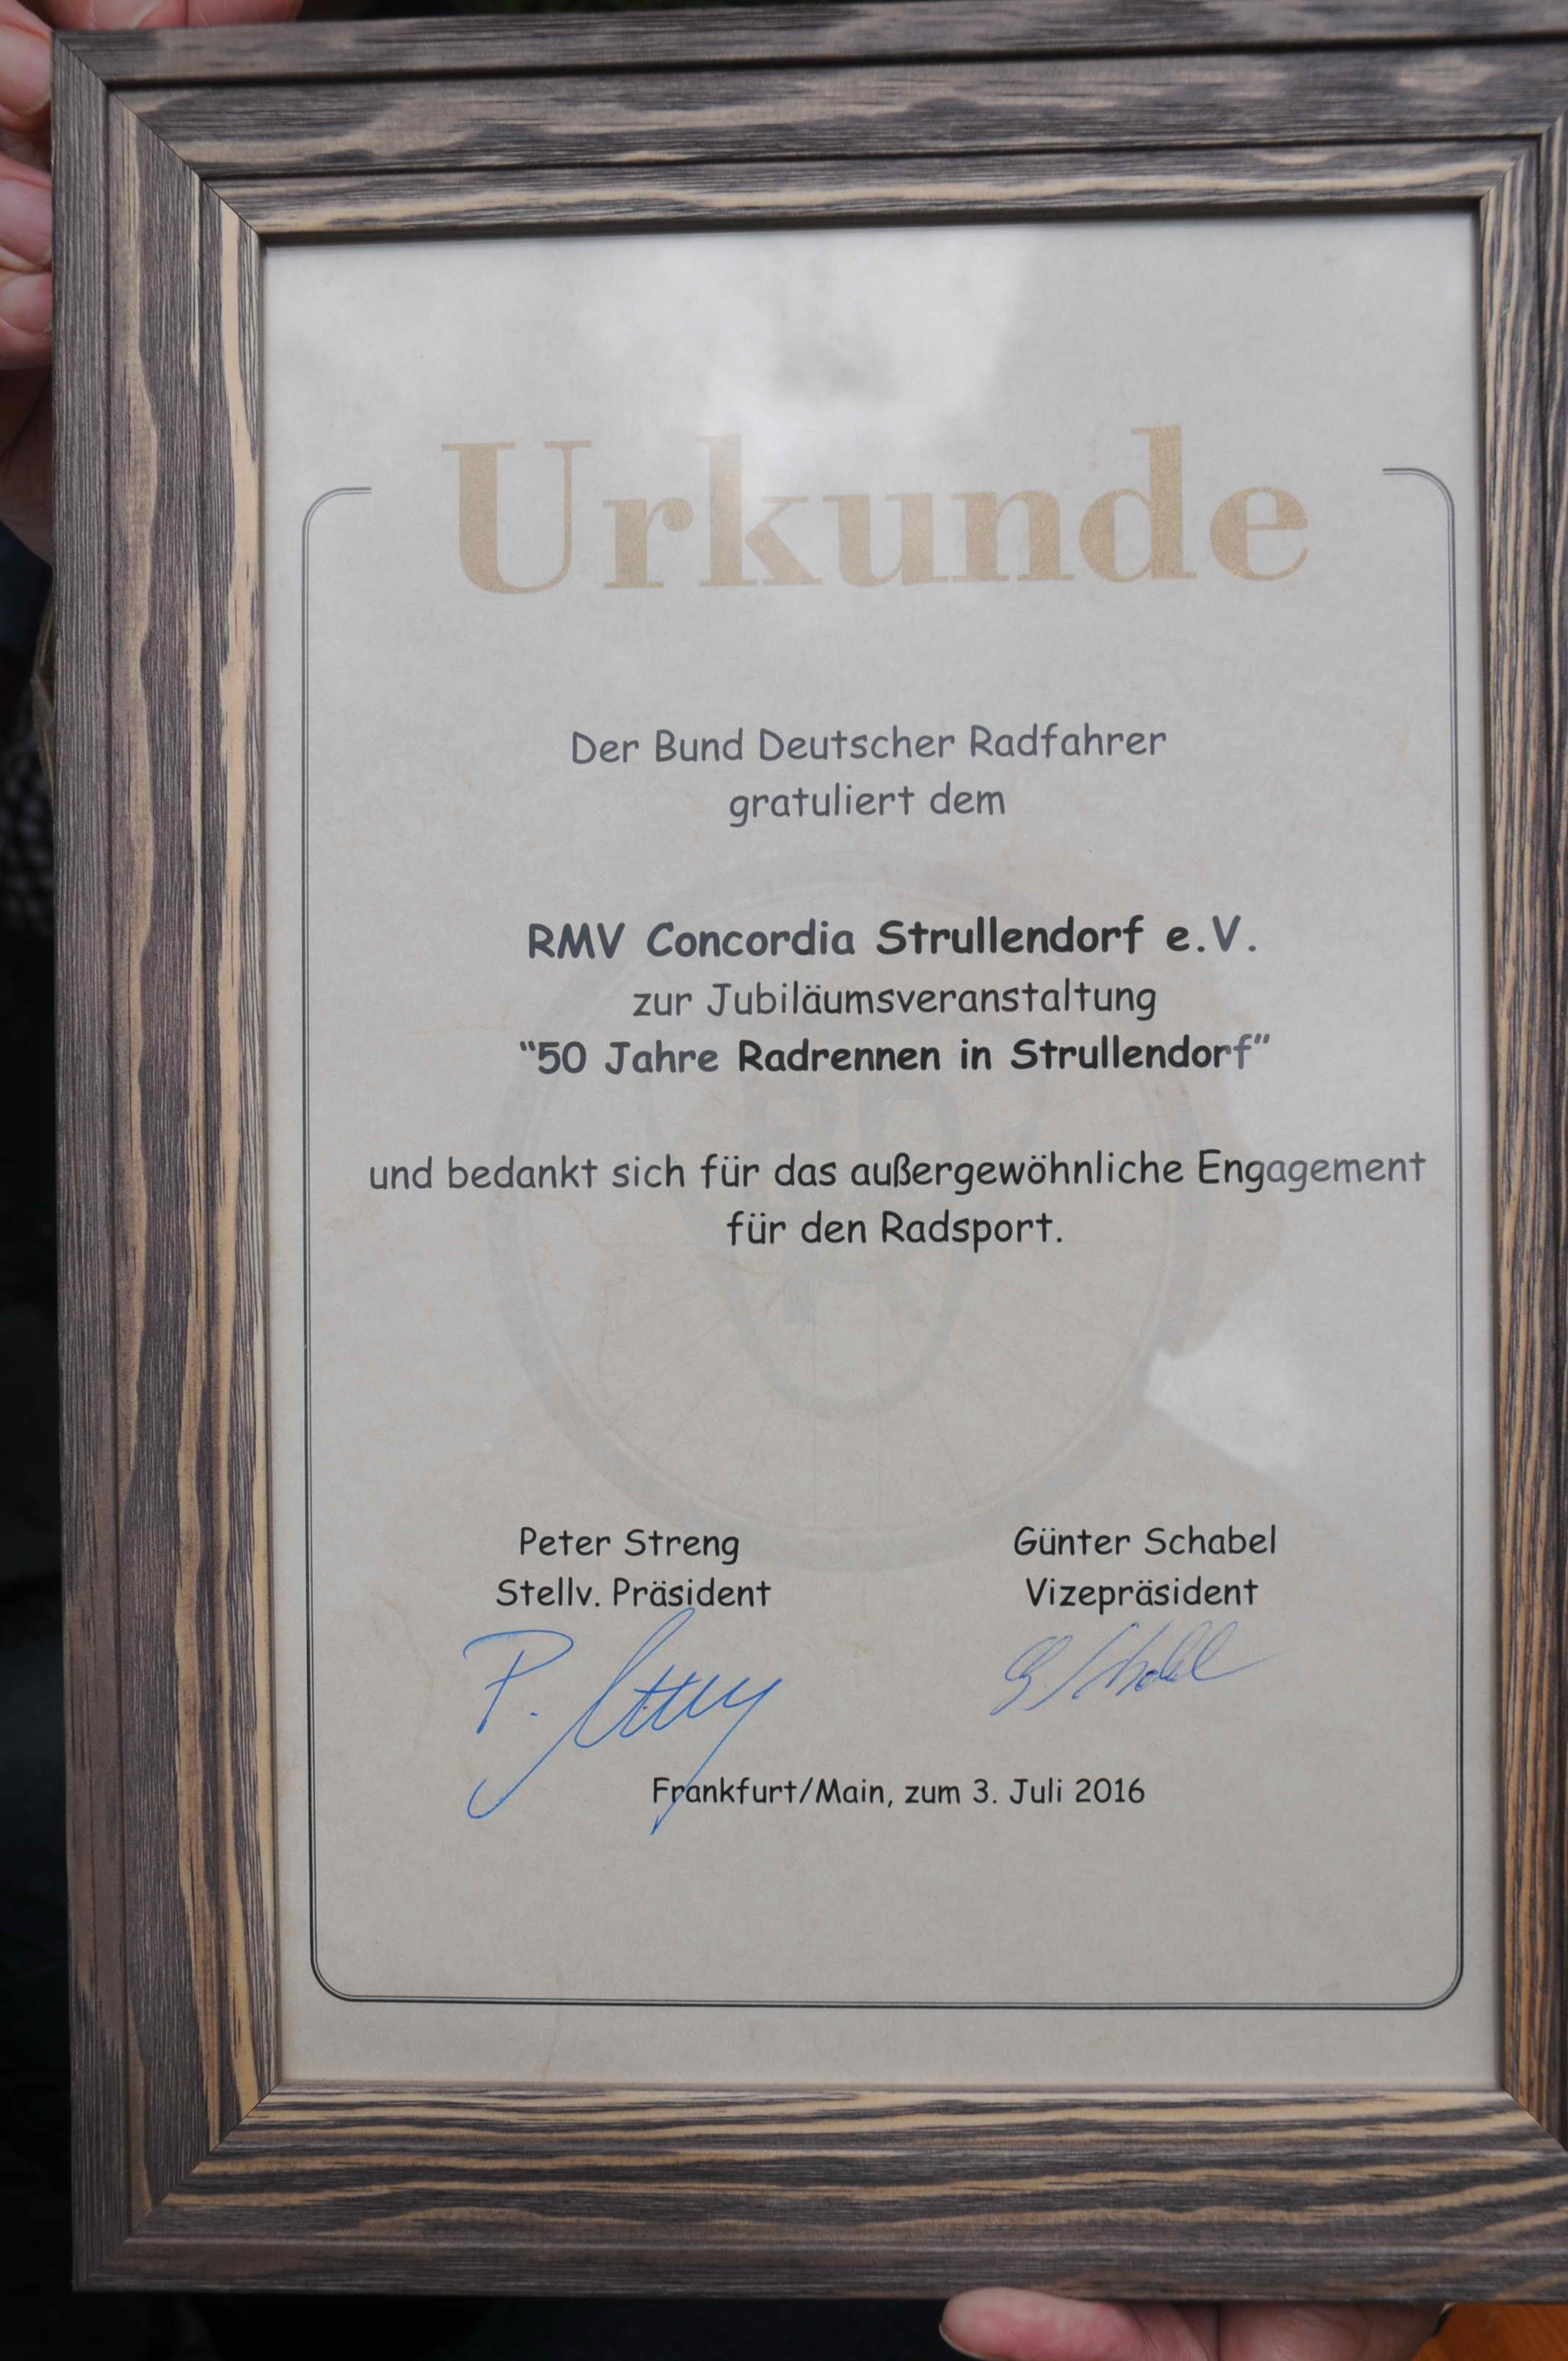 Urkunde
Der Bund Deutscher Radfahrer
gratuliert dem
RMV Concordia Strullendorf e.V.
zur Jubiläumsveranstaltung
“50 Jahre Radrennen in Strullendorf”
und bedankt sich für das außergewöhnliche Engagement
für den Radsport.
Peter Streng
Stellv. Präsident
Günter Schabel
Vizepräsident
Frankfurt/Main, zum 3. Juli 2016